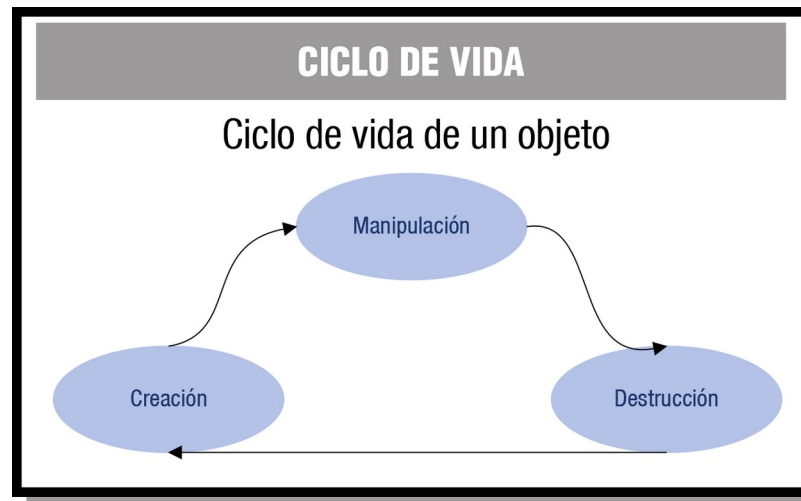 CICLO DE VIDA
Ciclo de vida de un objeto
Manipulación
Creación
Destrucción